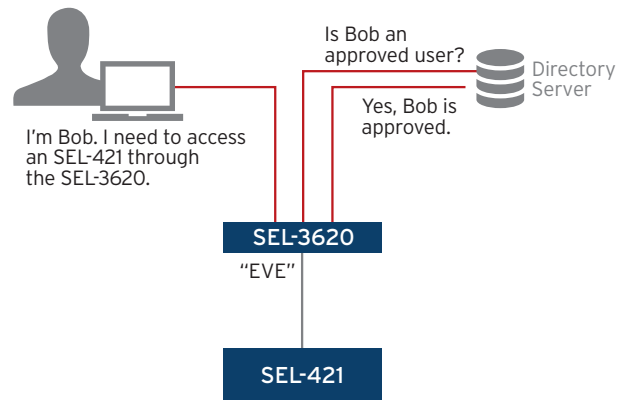 Is Bob an
approved user?
Directory
Server
Yes, Bob is
approved.
I'm Bob. I need to access
an SEL-421 through
the SEL-3620.
SEL-3620
“EVE”
SEL-421